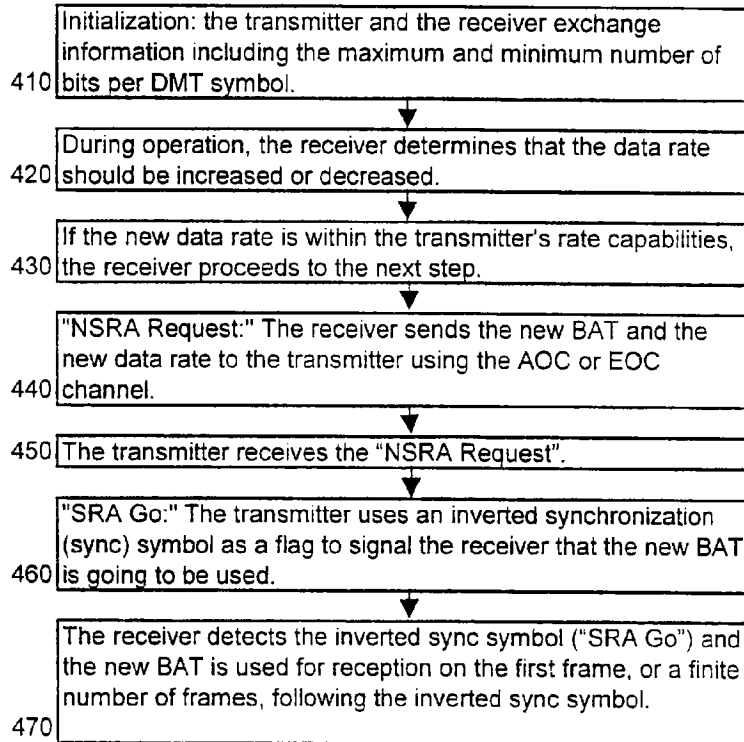 Initialization: the transmitter and the receiver exchange
information including the maximum and minimum number of
410 bits per DMT symbol.
During operation, the receiver determines that the data rate
420 should be increased or decreased.
If the new data rate is within the transmitter's rate capabilities,
430 the receiver proceeds to the next step.
"NSRA Request:" The receiver sends the new BAT and the
new data rate to the transmitter using the AOC or EOC
440 channel.
450 The transmitter receives the "NSRA Request".
"SRA Go:" The transmitter uses an inverted synchronization
(sync) symbol as a flag to signal the receiver that the new BAT
460 is going to be used.
The receiver detects the inverted sync symbol ("SRA Go") and
the new BAT is used for reception on the first frame, or a finite
number of frames, following the inverted sync symbol.
470